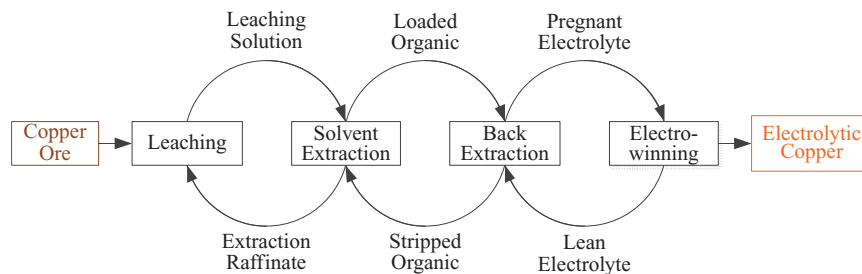 Leaching
Solution
Loaded
Organic
Pregnant
Electrolyte
Copper
Ore
Leaching
Solvent
Extraction
Back
Extraction
Electro-
winning
Electrolytic
Copper
Extraction
Raffinate
Stripped
Organic
Lean
Electrolyte